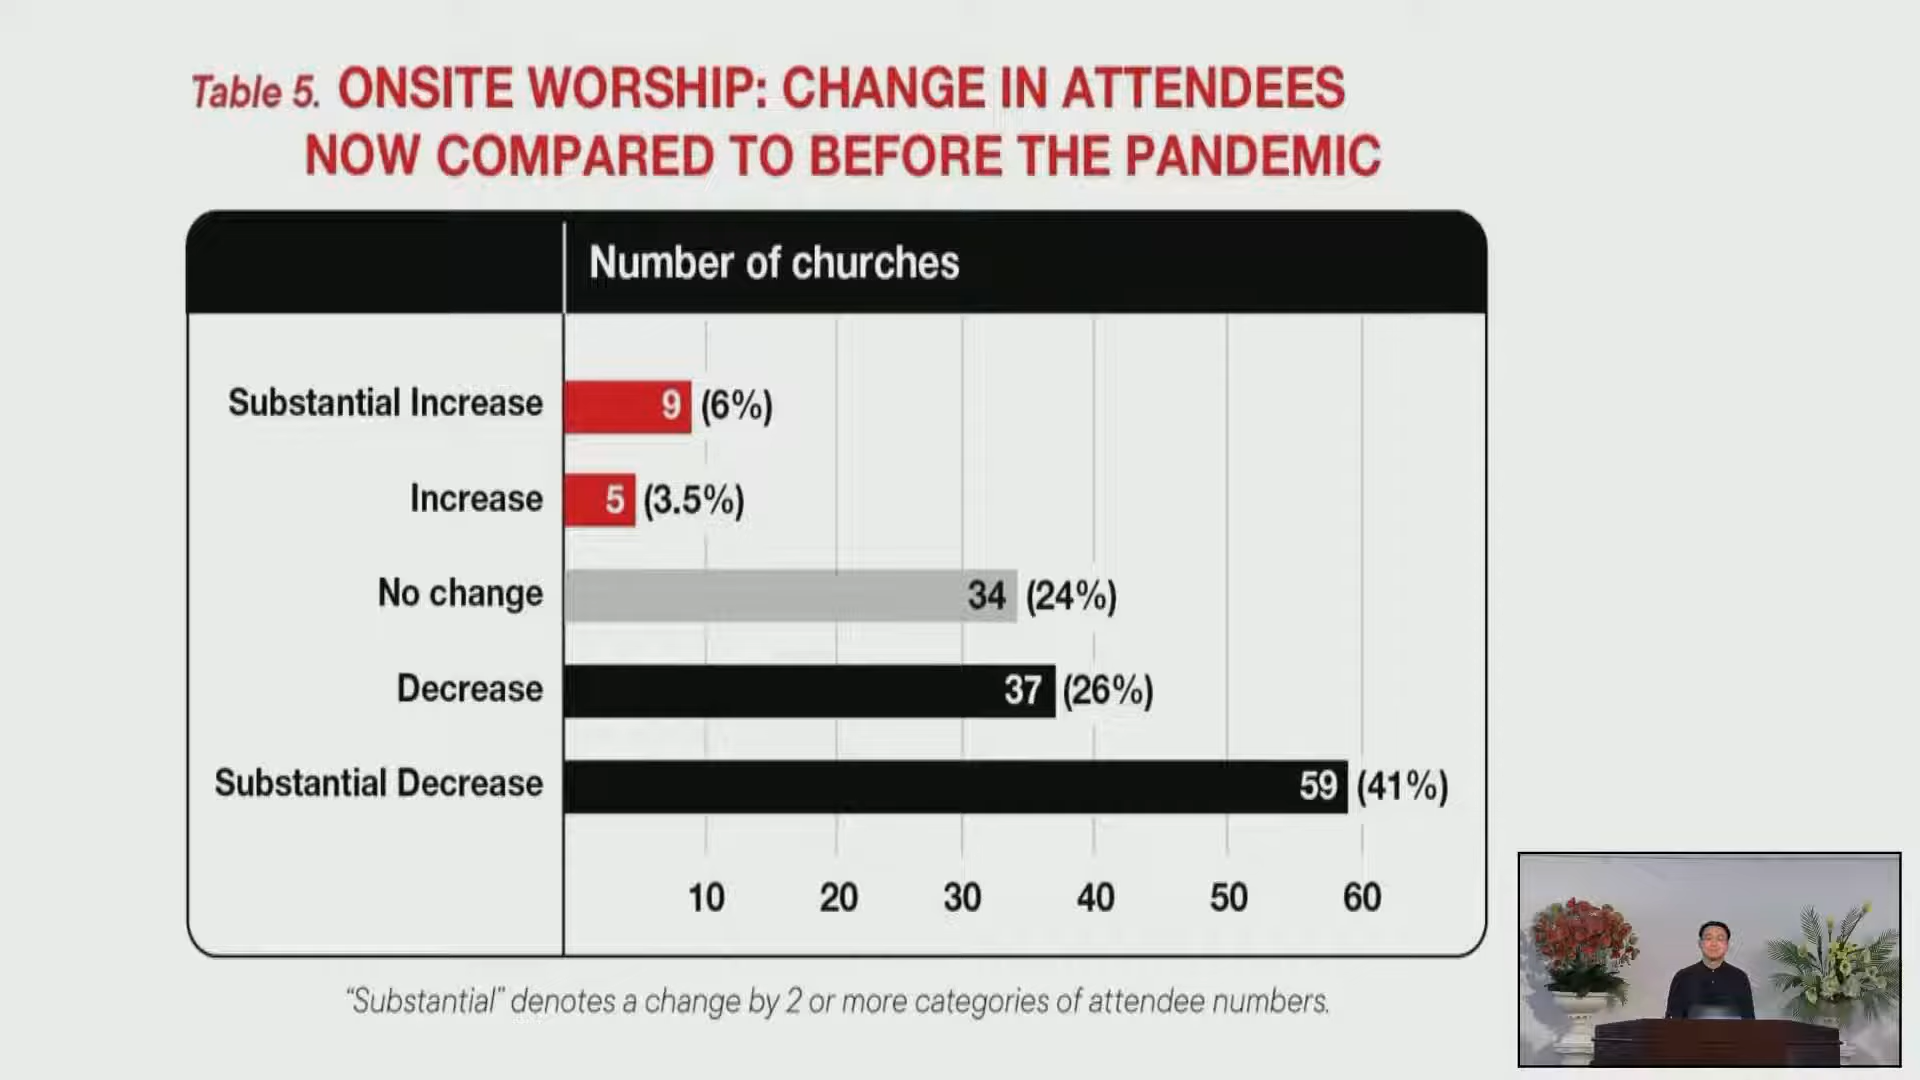 Table 5. ONSITE WORSHIP: CHANGE IN ATTENDEES
NOW COMPARED TO BEFORE THE PANDEMIC
Number of churches
Substantial Increase 9 (6%)
Increase 5 (3.5%)
No change 34 (24%)
Decrease 37 (26%)
Substantial Decrease 59 (41%)
10 20 30 40 50 60
“Substantial” denotes a change by 2 or more categories of attendee numbers.